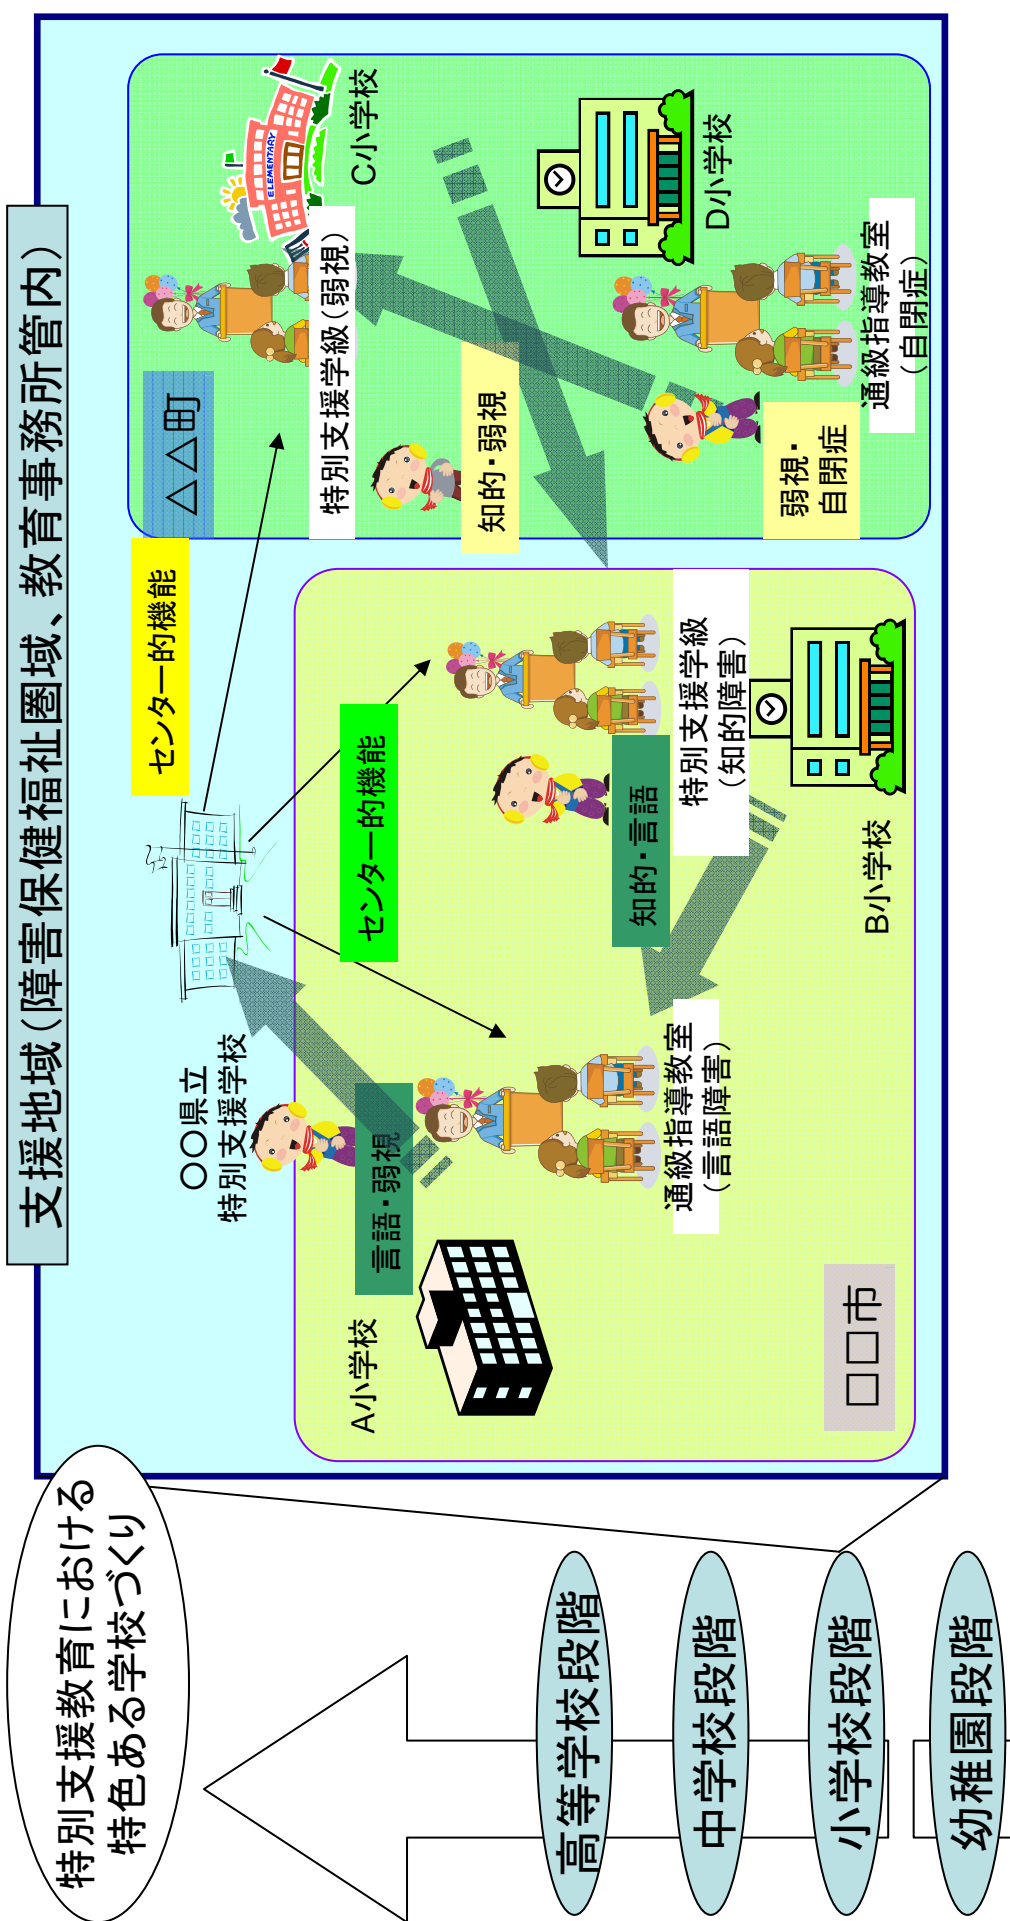 特別支援教育における
特色ある学校づくり
支援地域（障害保健福祉圏域、教育事務所管内）
高等学校段階
中学校段階
小学校段階
幼稚園段階
〇〇県立
特別支援学校
センター的機能
△△町
A小学校
言語・弱視
センター的機能
通級指導教室
（言語障害）
知的・言語
特別支援学級
（知的障害）
B小学校
□□市
ELEMENTARY
C小学校
特別支援学級（弱視）
知的・弱視
D小学校
弱視・
自閉症
通級指導教室
（自閉症）